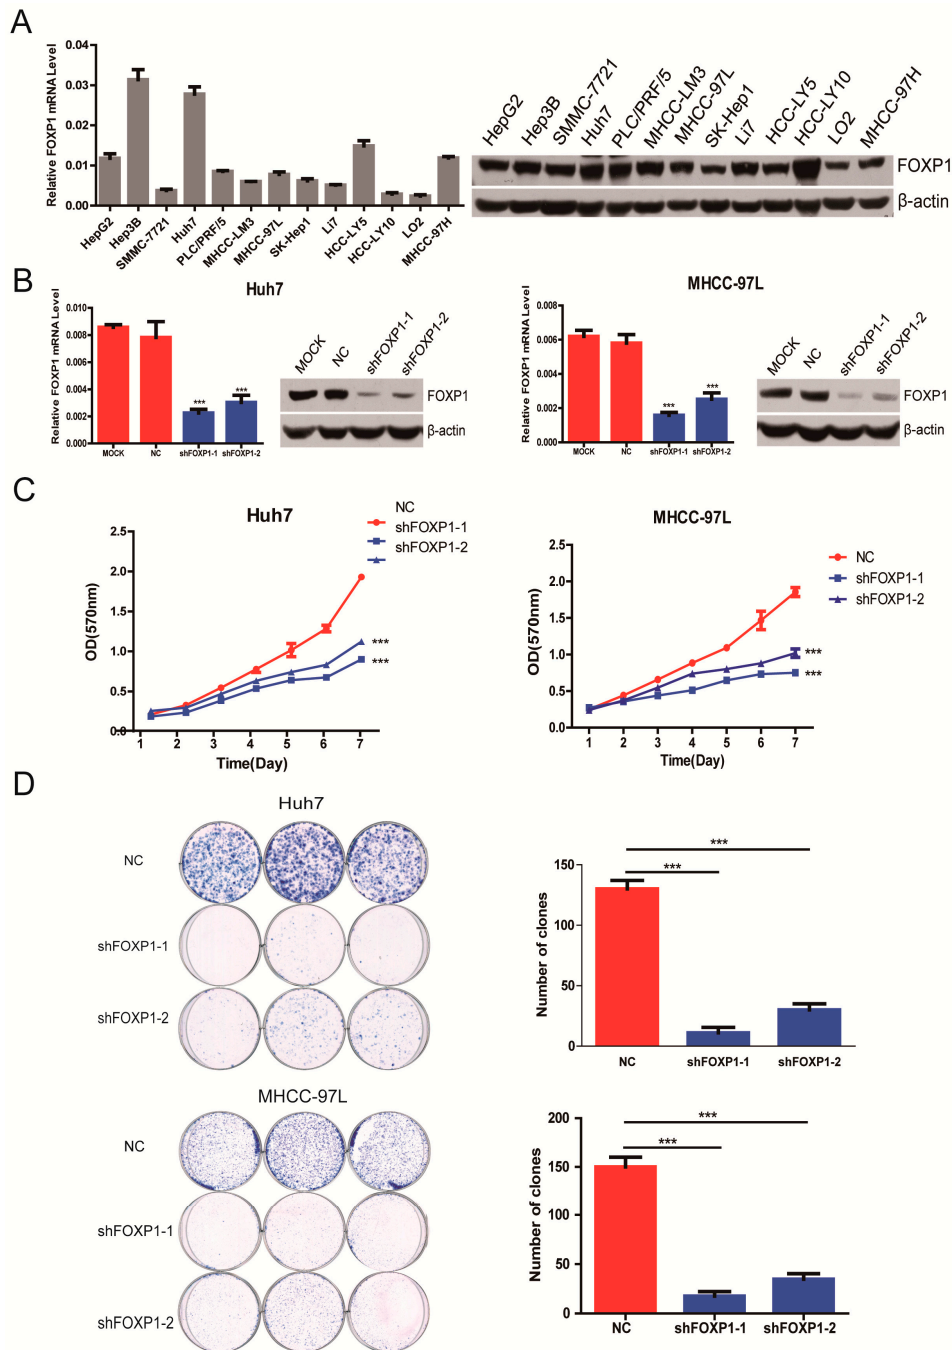 A
Relative FOXP1 mRNA Level
0.04
0.03
0.02
0.01
0.00
HepG2
Hep3B
SMMC-7721
Huh7
PLC/PRF/5
MHCC-LM3
MHCC-97L
SK-Hep1
Li7
HCC-LY5
HCC-LY10
LO2
MHCC-97H
HepG2
Hep3B
SMMC-7721
Huh7
PLC/PRF/5
MHCC-LM3
MHCC-97L
SK-Hep1
Li7
HCC-LY5
HCC-LY10
LO2
MHCC-97H
FOXP1
β-actin
B
Huh7
Relative FOXP1 mRNA Level
0.010
0.008
0.006
0.004
0.002
0.000
***
***
MOCK
NC
shFOXP1-1
shFOXP1-2
MOCK
NC
shFOXP1-1
shFOXP1-2
FOXP1
β-actin
MHCC-97L
Relative FOXP1 mRNA Level
0.008
0.006
0.004
0.002
0.000
***
***
MOCK
NC
shFOXP1-1
shFOXP1-2
MOCK
NC
shFOXP1-1
shFOXP1-2
FOXP1
β-actin
C
Huh7
NC
shFOXP1-1
shFOXP1-2
OD(570nm)
2.5
2.0
1.5
1.0
0.5
0.0
***
***
1 2 3 4 5 6 7
Time(Day)
MHCC-97L
NC
shFOXP1-1
shFOXP1-2
OD(570nm)
2.5
2.0
1.5
1.0
0.5
0.0
***
***
1 2 3 4 5 6 7
Time(Day)
D
Huh7
NC
shFOXP1-1
shFOXP1-2
Number of clones
150
100
50
0
***
***
NC
shFOXP1-1
shFOXP1-2
MHCC-97L
NC
shFOXP1-1
shFOXP1-2
Number of clones
200
150
100
50
0
***
***
NC
shFOXP1-1
shFOXP1-2